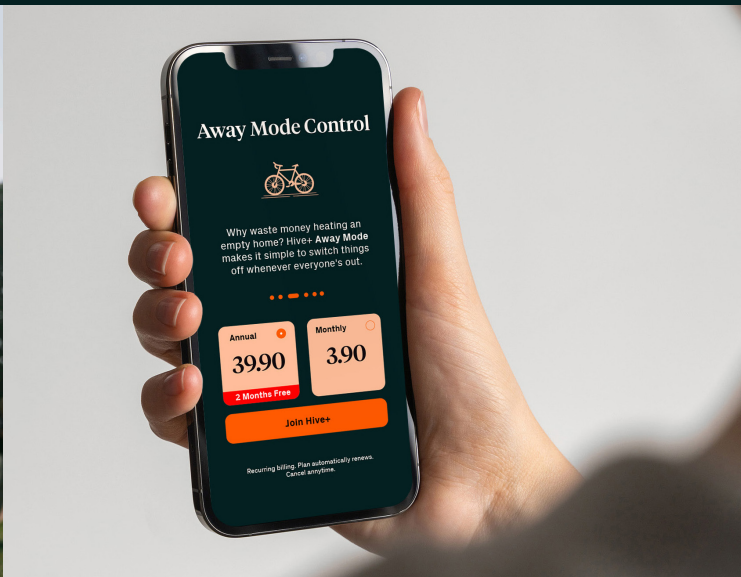 Away Mode Control
Why waste money heating an
empty home? Hive+ Away Mode
makes it simple to switch things
off whenever everyone's out.
Annual
39.90
2 Months Free
Monthly
3.90
Join Hive+
Recurring billing. Plan automatically renews.
Cancel annytime.